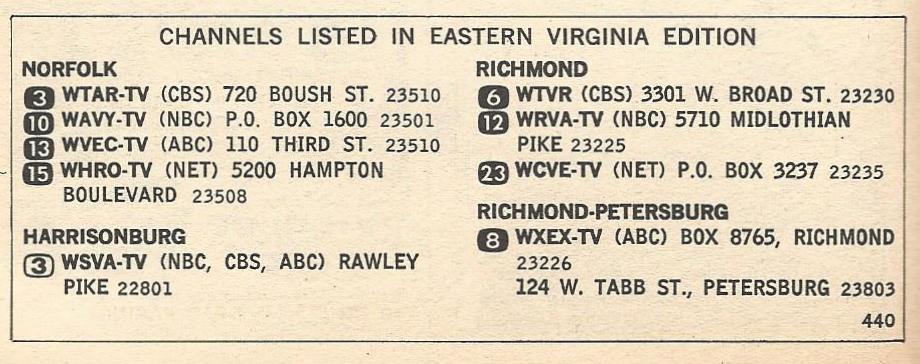 CHANNELS LISTED IN EASTERN VIRGINIA EDITION
NORFOLK
3 WTAR-TV (CBS) 720 BOUSH ST. 23510
10 WAVY-TV (NBC) P.O. BOX 1600 23501
13 WVEC-TV (ABC) 110 THIRD ST. 23510
15 WHRO-TV (NET) 5200 HAMPTON
BOULEVARD 23508
HARRISONBURG
3 WSVA-TV (NBC, CBS, ABC) RAWLEY
PIKE 22801
RICHMOND
6 WTVR (CBS) 3301 W. BROAD ST. 23230
12 WRVA-TV (NBC) 5710 MIDLOTHIAN
PIKE 23225
23 WCVE-TV (NET) P.O. BOX 3237 23235
RICHMOND-PETERSBURG
8 WXEX-TV (ABC) BOX 8765, RICHMOND
23226
124 W. TABB ST., PETERSBURG 23803
440